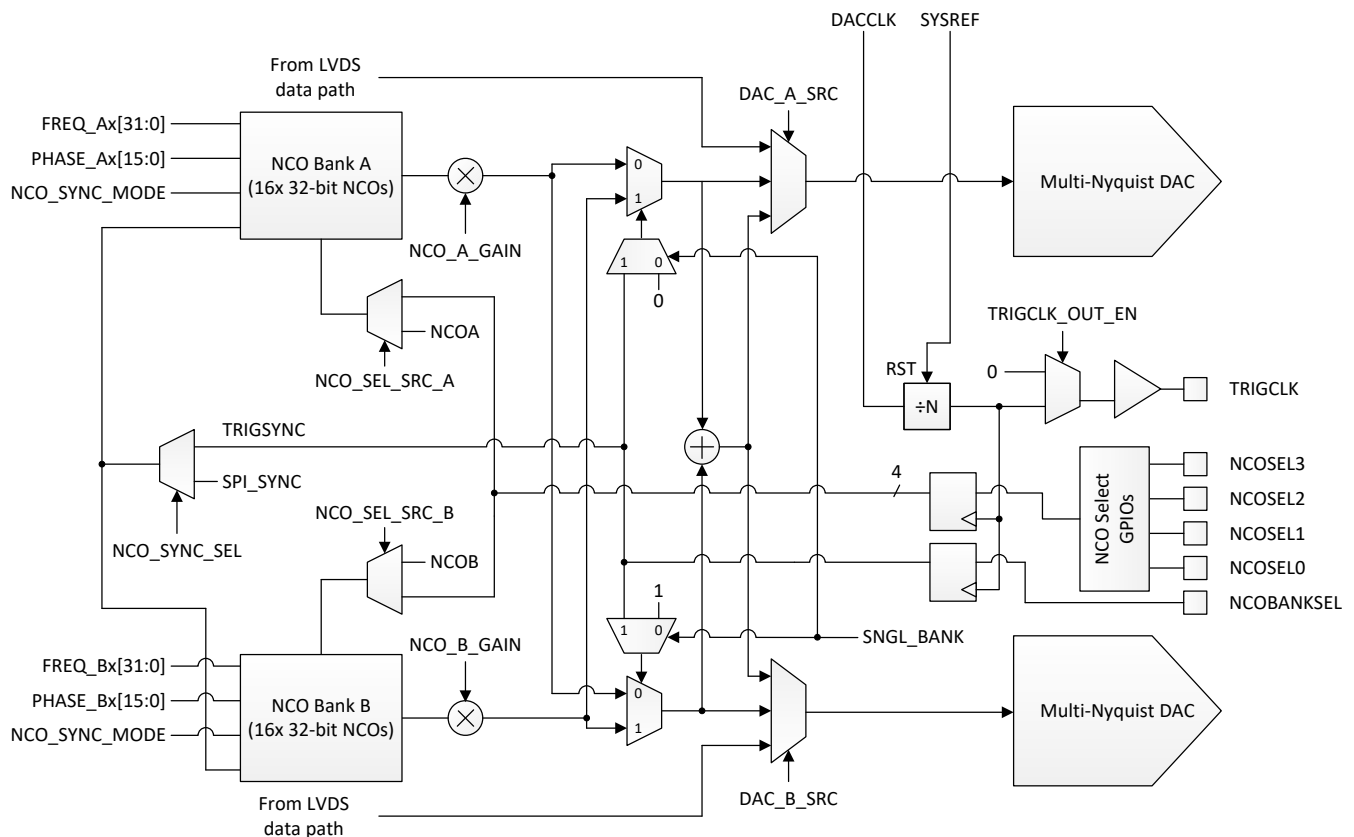 DACCLK
SYSREF
From LVDS
data path
DAC_A_SRC
FREQ_Ax[31:0]
PHASE_Ax[15:0]
NCO_SYNC_MODE
NCO Bank A
(16x 32-bit NCOs)
NCO_A_GAIN
0
1
Multi-Nyquist DAC
1 0
0
NCOA
NCO_SEL_SRC_A
TRIGCLK_OUT_EN
RST
0
÷N
TRIGCLK
TRIGSYNC
SPI_SYNC
NCO_SYNC_SEL
4
NCO Select
GPIOs
NCOSEL3
NCOSEL2
NCOSEL1
NCOSEL0
NCOBANKSEL
NCO_SEL_SRC_B
NCOB
1
1 0
SNGL_BANK
NCO_B_GAIN
FREQ_Bx[31:0]
PHASE_Bx[15:0]
NCO_SYNC_MODE
NCO Bank B
(16x 32-bit NCOs)
0
1
Multi-Nyquist DAC
DAC_B_SRC
From LVDS
data path